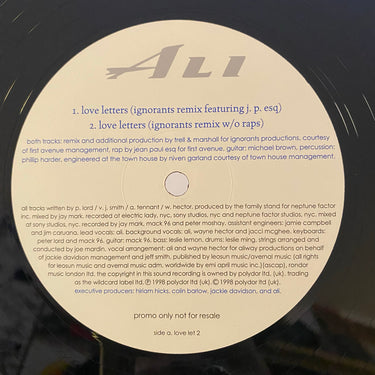 ALI
1. love letters (ignorants remix featuring j. p. esq)
2. love letters (ignorants remix w/o raps)
both tracks: remix and additional production by trell & marshall for ignorants productions, courtesy
of first avenue management, rap by jean paul esq for first avenue. guitar: michael brown, percussion:
phillip harder, engineered at the town house by niven garland courtesy of town house management.
all tracks written by p. lord / v. j. smith / a. tennant / w. hector. produced by the family stand for neptune factor
inc. mixed by jay mark, recorded at electric lady, nyc, sony studios, nyc and neptune factor studios, nyc. mixed
at sony studios, nyc. recorded by jay mark, mack 96 and peter moshay, assistant engineers: jamie campbell
and jm caruana. lead vocals: ali. background vocals: ali, wayne hector and jacci mcghee. keyboards:
peter lord and mack 96. guitar: mack 96. bass: leslie lemon, drums: leslie ming, strings arranged and
conducted by joe mardin. vocal arrangement: wayne hector and ali for alliway productions on behalf of
jackie davidson management and jeff smith. published by leosun music/avernal music (all rights
for leosun music and avernal music adm. worldwide by emi april music inc.)(ascap), rondor
music london ltd. the copyright in this sound recording is owned by polydor ltd. (uk). trading
as the wildcard label ltd. ℗ 1998 polydor ltd. (uk) © 1998 polydor ltd. (uk).
executive producers: hiriam hicks, colin barlow, jackie davidson, and ali.
promo only not for resale
side a. love let 2